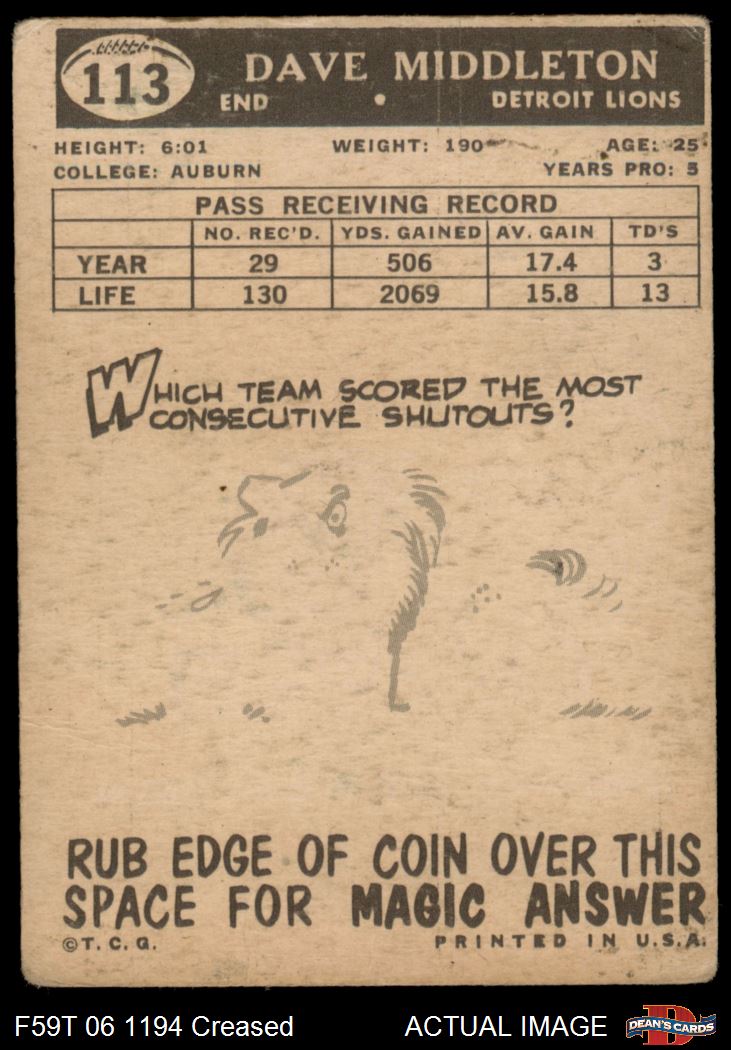 113
DAVE MIDDLETON
END • DETROIT LIONS
HEIGHT: 6:01 WEIGHT: 190 AGE: 25
COLLEGE: AUBURN YEARS PRO: 5
PASS RECEIVING RECORD
NO. REC'D. YDS. GAINED AV. GAIN TD'S
YEAR 29 506 17.4 3
LIFE 130 2069 15.8 13
WHICH TEAM SCORED THE MOST
CONSECUTIVE SHUTOUTS?
RUB EDGE OF COIN OVER THIS
SPACE FOR MAGIC ANSWER
©T. C. G. PRINTED IN U.S.A.
F59T 06 1194 Creased ACTUAL IMAGE D DEAN'S CARDS